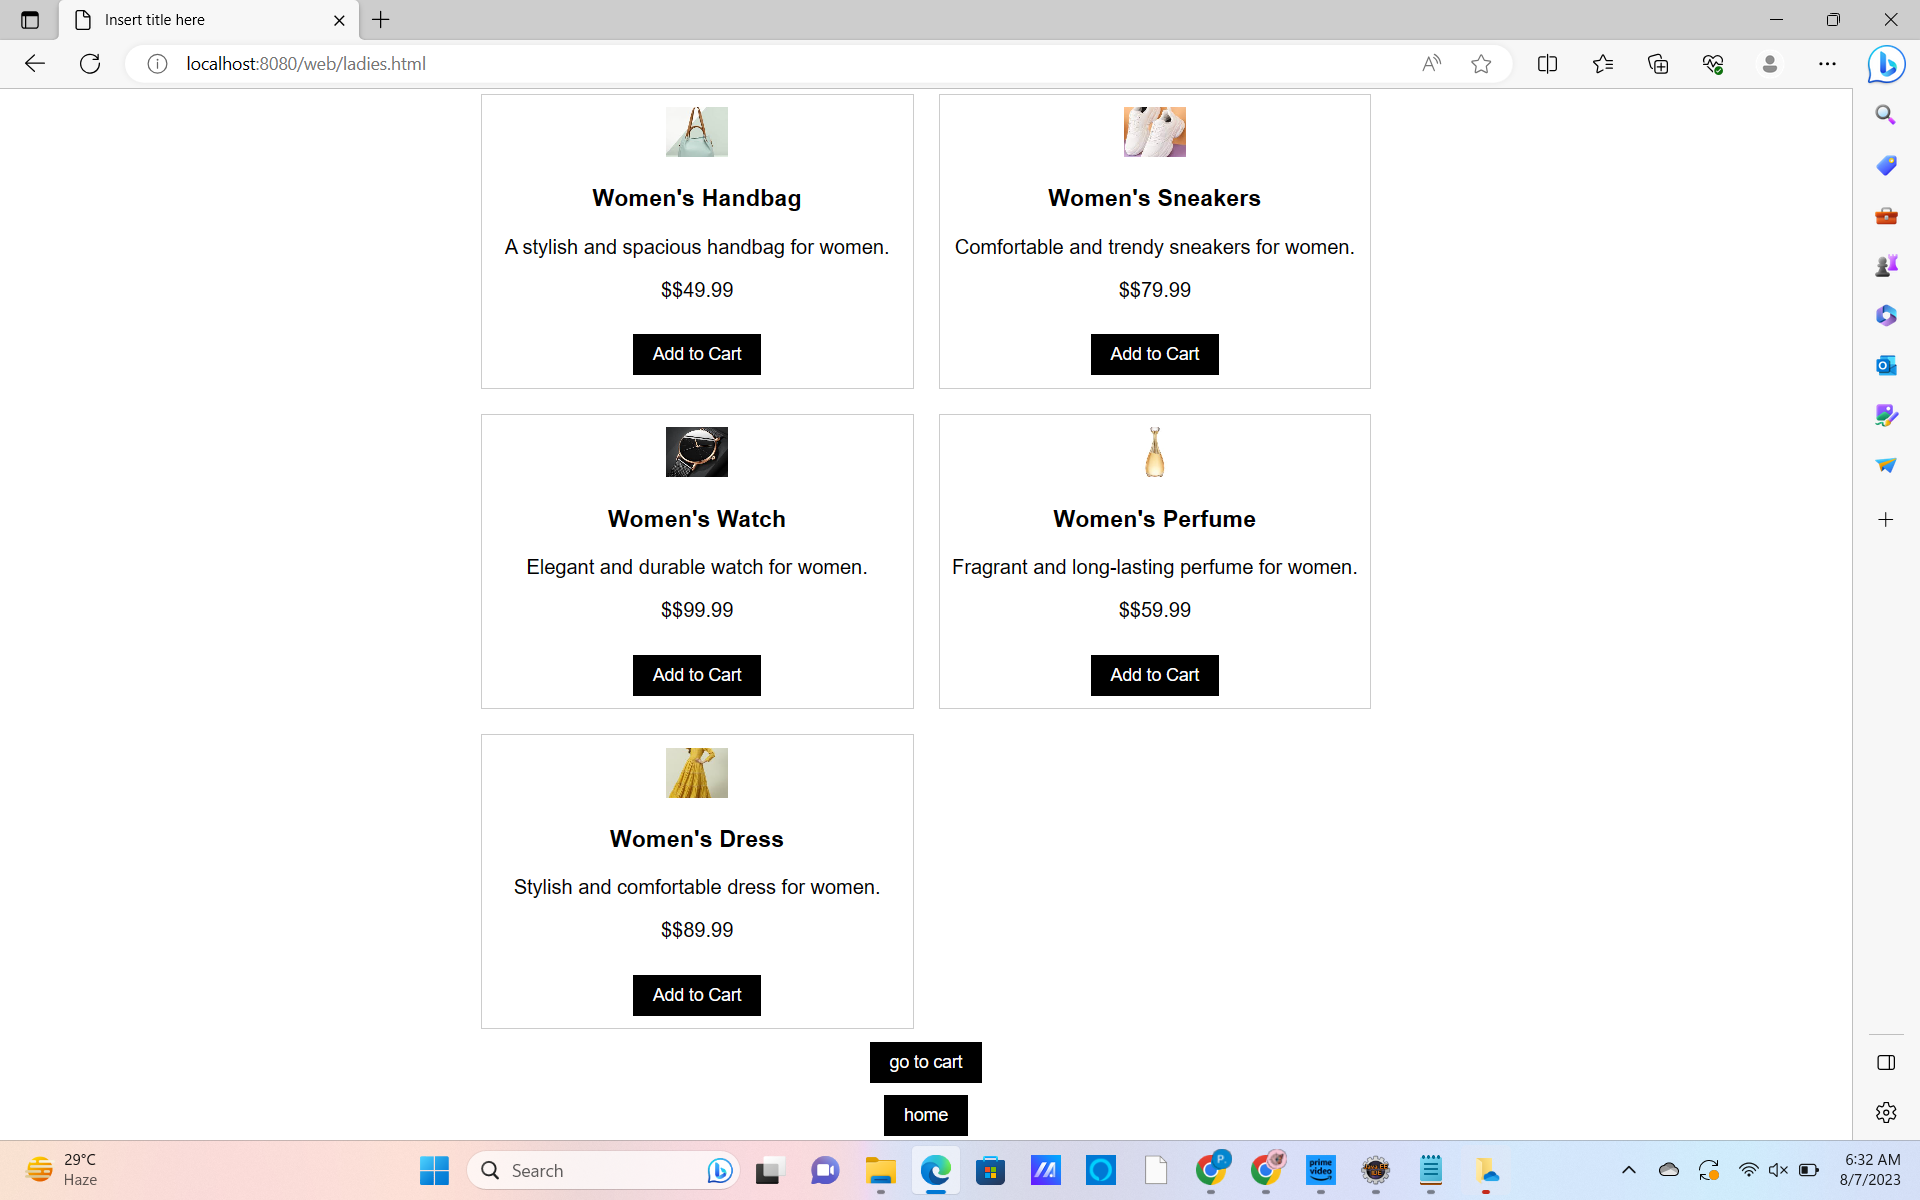 Insert title here
localhost:8080/web/ladies.html
Women's Handbag
A stylish and spacious handbag for women.
$$49.99
Add to Cart
Women's Sneakers
Comfortable and trendy sneakers for women.
$$79.99
Add to Cart
Women's Watch
Elegant and durable watch for women.
$$99.99
Add to Cart
Women's Perfume
Fragrant and long-lasting perfume for women.
$$59.99
Add to Cart
Women's Dress
Stylish and comfortable dress for women.
$$89.99
Add to Cart
go to cart
home
29°C
Haze
Search
P.
prime
video
6:32 AM
8/7/2023